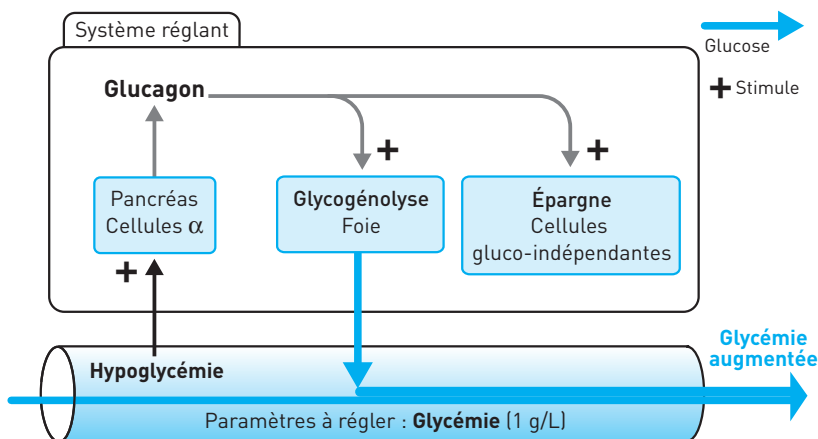 Système réglant
Glucose
+ Stimule
Glucagon
+
+
Pancréas
Cellules α
Glycogénolyse
Foie
Épargne
Cellules
gluco-indépendantes
+
Hypoglycémie
Glycémie
augmentée
Paramètres à régler : Glycémie (1 g/L)